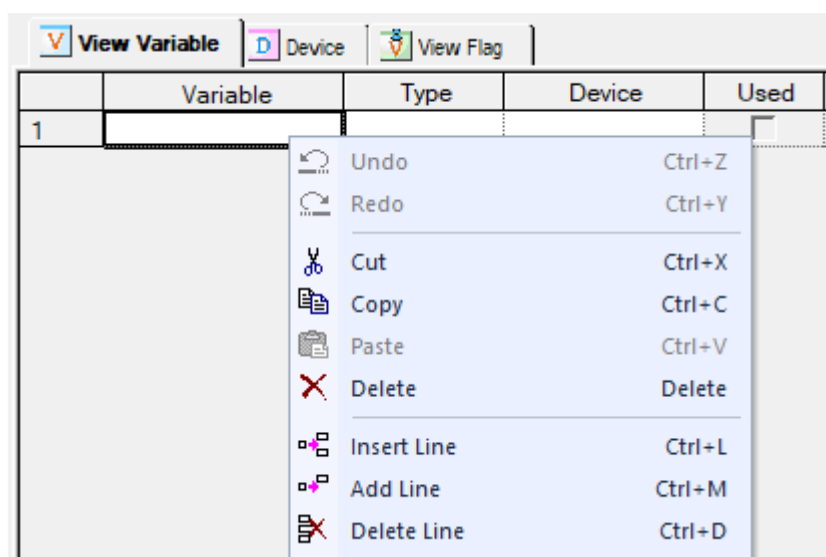 V View Variable D Device V View Flag
Variable Type Device Used
1
Undo Ctrl+Z
Redo Ctrl+Y
Cut Ctrl+X
Copy Ctrl+C
Paste Ctrl+V
Delete Delete
Insert Line Ctrl+L
Add Line Ctrl+M
Delete Line Ctrl+D